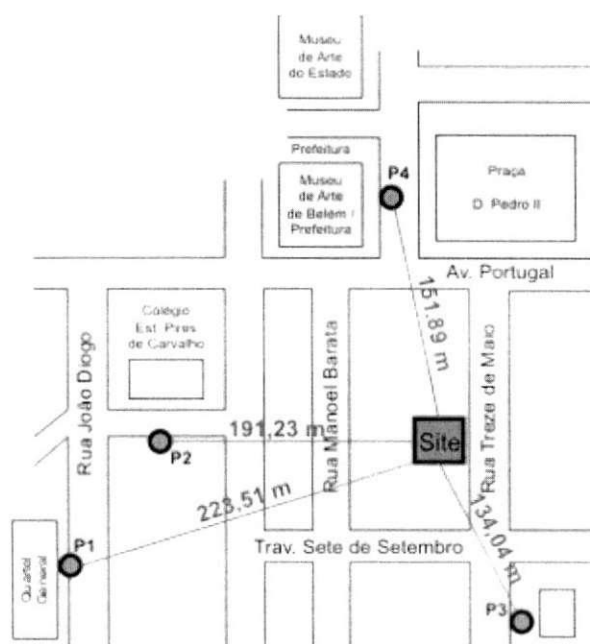 Museu
de Arte
do Estado
Prefeitura
Museu
de Arte
de Belém /
Prefeitura
P4
Praça
D. Pedro II
Av. Portugal
151.89 m
Colégio
Est. Pires
de Carvalho
Rua João Diogo
Rua Manoel Barata
Rua Treze de Maio
191,23 m
Site
P2
228,51 m
134,04 m
Trav. Sete de Setembro
P1
Quartel
General
P3